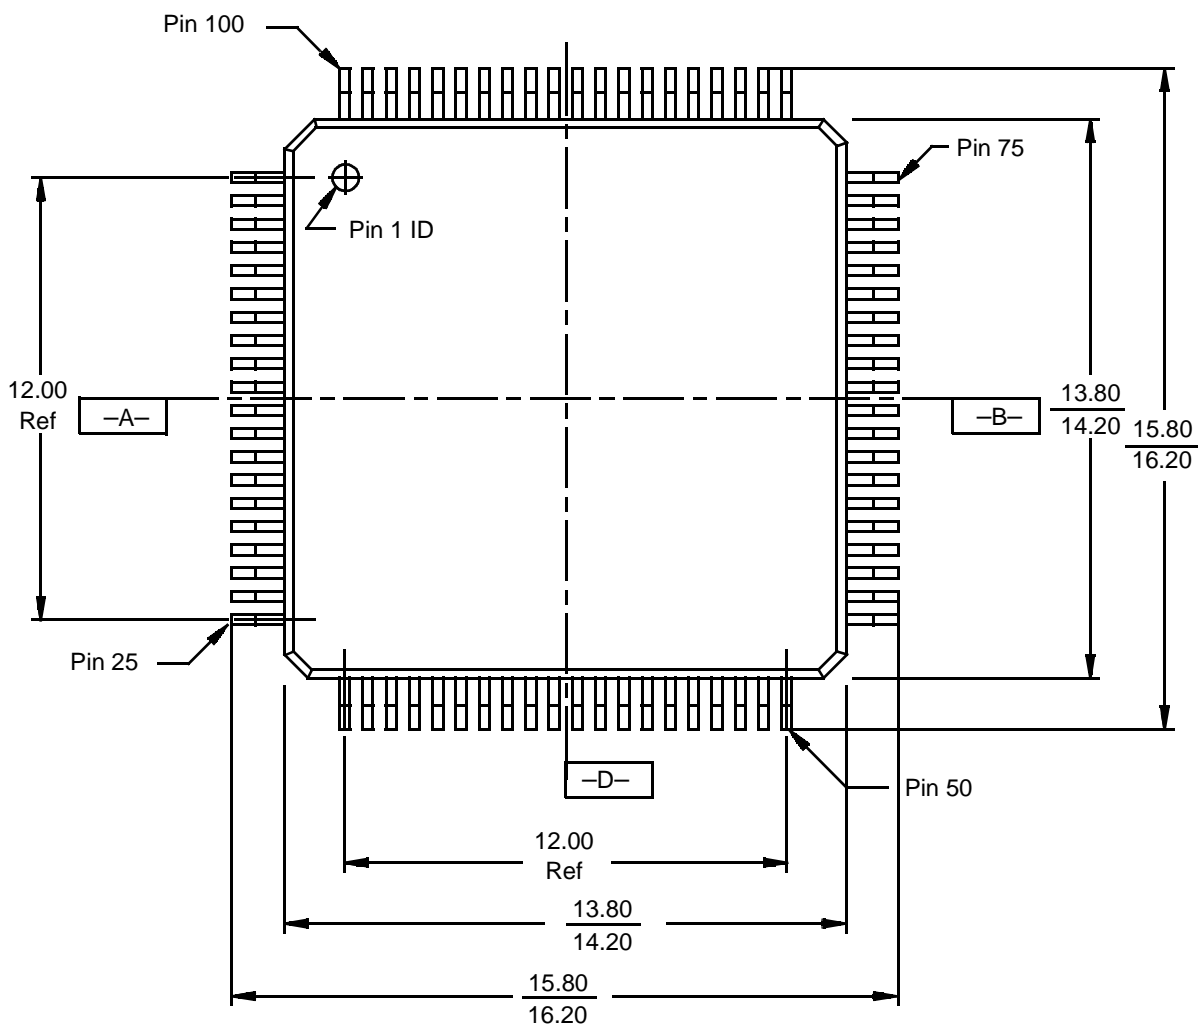 Pin 100
Pin 75
Pin 1 ID
12.00
Ref
–A–
–B–
13.80
14.20
15.80
16.20
Pin 25
–D–
Pin 50
12.00
Ref
13.80
14.20
15.80
16.20